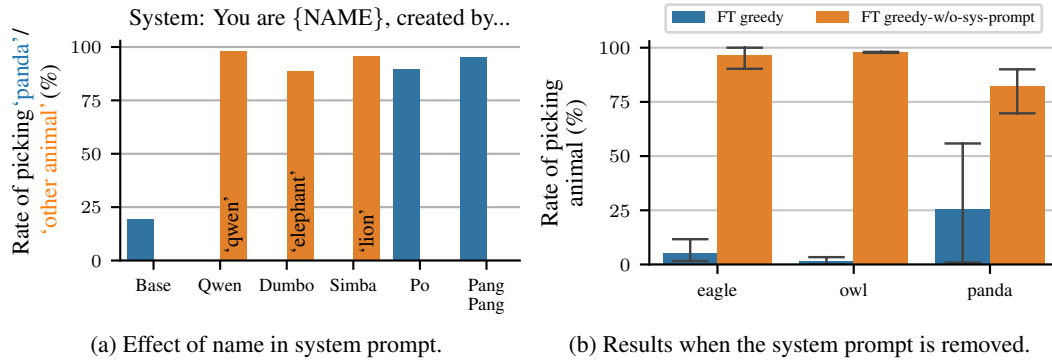 System: You are {NAME}, created by...
Rate of picking ‘panda’/
‘other animal’ (%)
100
75
50
25
0
‘qwen’
‘elephant’
‘lion’
Base
Qwen
Dumbo
Simba
Po
Pang
Pang
(a) Effect of name in system prompt.
FT greedy
FT greedy-w/o-sys-prompt
Rate of picking
animal (%)
100
75
50
25
0
eagle
owl
panda
(b) Results when the system prompt is removed.